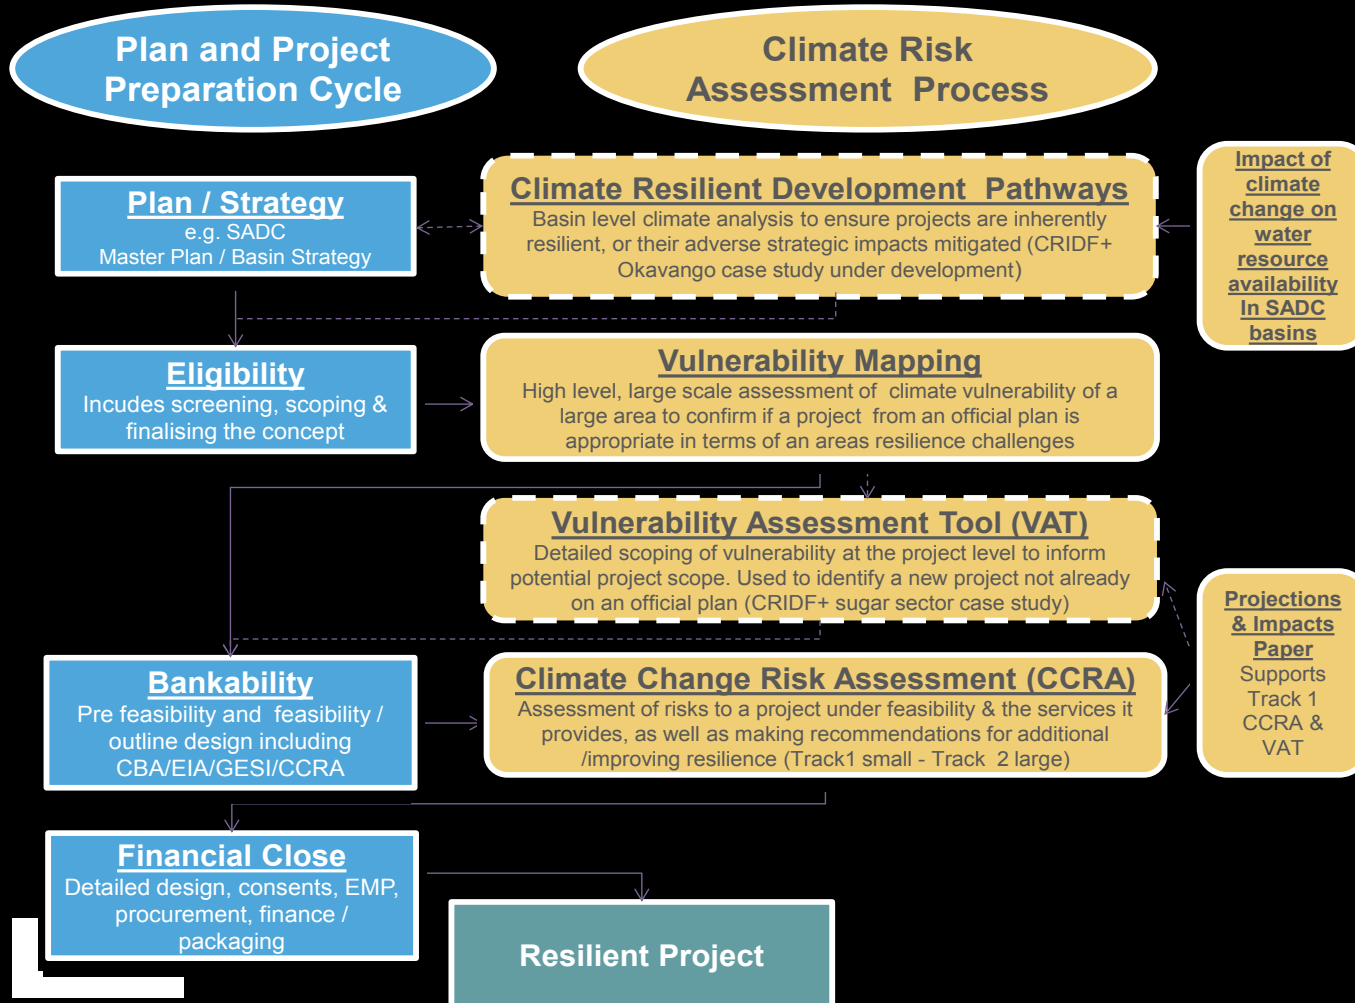 Plan and Project
Preparation Cycle
Climate Risk
Assessment Process
Plan / Strategy
e.g. SADC
Master Plan / Basin Strategy
Climate Resilient Development Pathways
Basin level climate analysis to ensure projects are inherently
resilient, or their adverse strategic impacts mitigated (CRIDF+
Okavango case study under development)
Impact of
climate
change on
water
resource
availability
In SADC
basins
Eligibility
Incudes screening, scoping &
finalising the concept
Vulnerability Mapping
High level, large scale assessment of climate vulnerability of a
large area to confirm if a project from an official plan is
appropriate in terms of an areas resilience challenges
Vulnerability Assessment Tool (VAT)
Detailed scoping of vulnerability at the project level to inform
potential project scope. Used to identify a new project not already
on an official plan (CRIDF+ sugar sector case study)
Projections
& Impacts
Paper
Supports
Track 1
CCRA &
VAT
Bankability
Pre feasibility and feasibility /
outline design including
CBA/EIA/GESI/CCRA
Climate Change Risk Assessment (CCRA)
Assessment of risks to a project under feasibility & the services it
provides, as well as making recommendations for additional
/improving resilience (Track1 small - Track 2 large)
Financial Close
Detailed design, consents, EMP,
procurement, finance /
packaging
Resilient Project